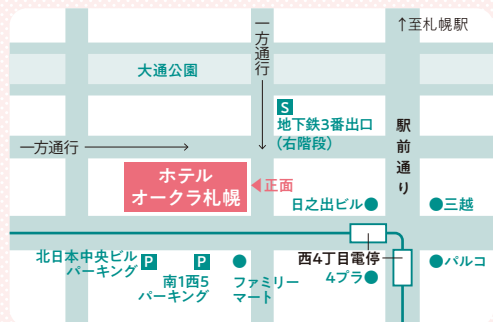 ↑至札幌駅
一方通行
大通公園
S
地下鉄3番出口
(右階段)
駅前通り
一方通行
ホテル
オークラ札幌
正面
日之出ビル
三越
北日本中央ビル
パーキング
P
P
南1西5
パーキング
ファミリー
マート
西4丁目電停
4プラ
パルコ